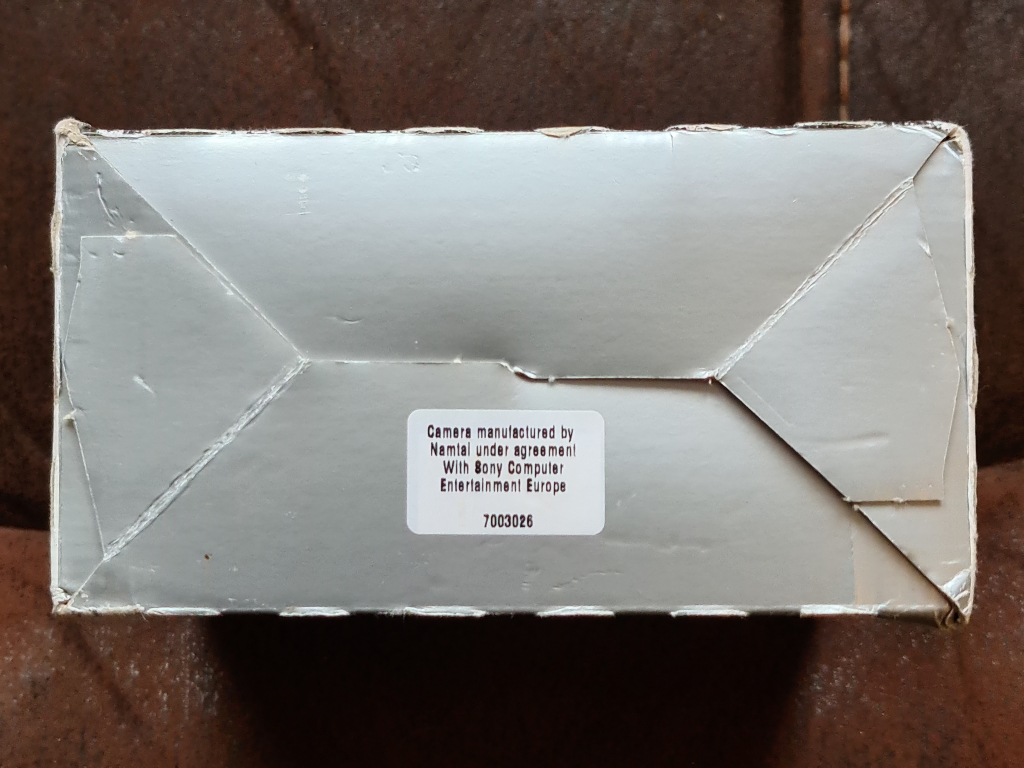 Camera manufactured by
Namtai under agreement
With Sony Computer
Entertainment Europe
7003026